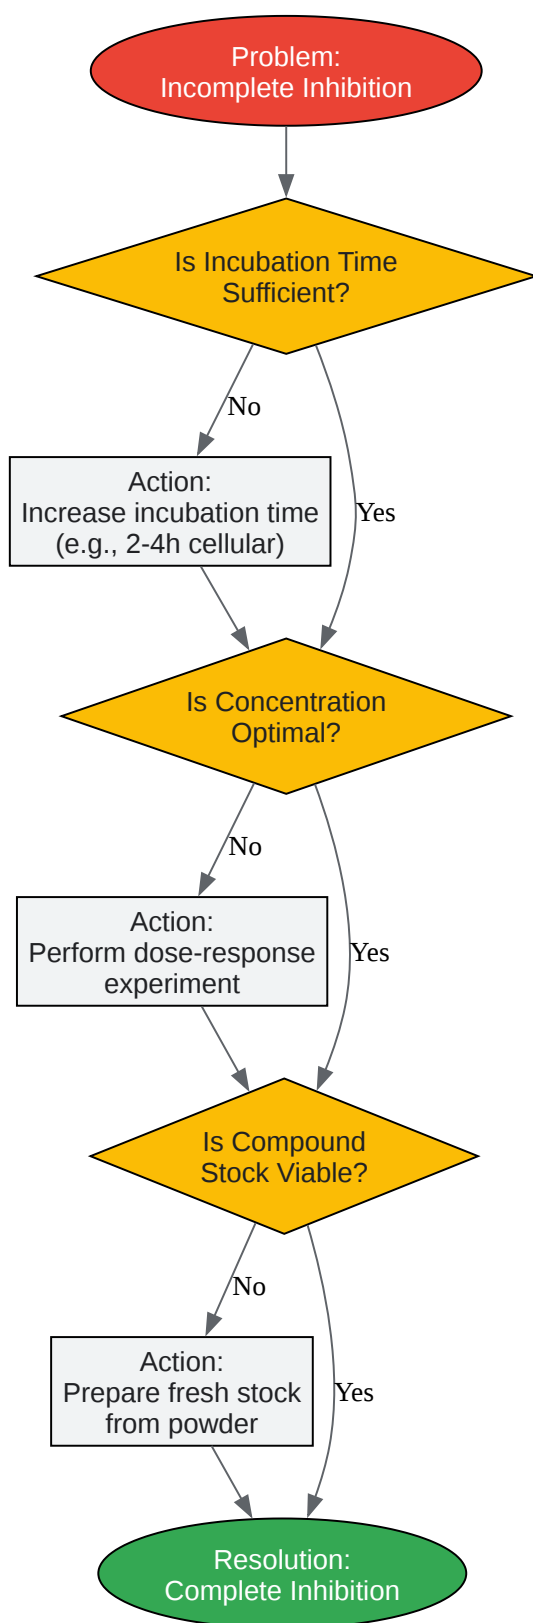 Problem:
Incomplete Inhibition
Is Incubation Time
Sufficient?
No
Action:
Increase incubation time
(e.g., 2-4h cellular)
Yes
Is Concentration
Optimal?
No
Action:
Perform dose-response
experiment
Yes
Is Compound
Stock Viable?
No
Action:
Prepare fresh stock
from powder
Yes
Resolution:
Complete Inhibition